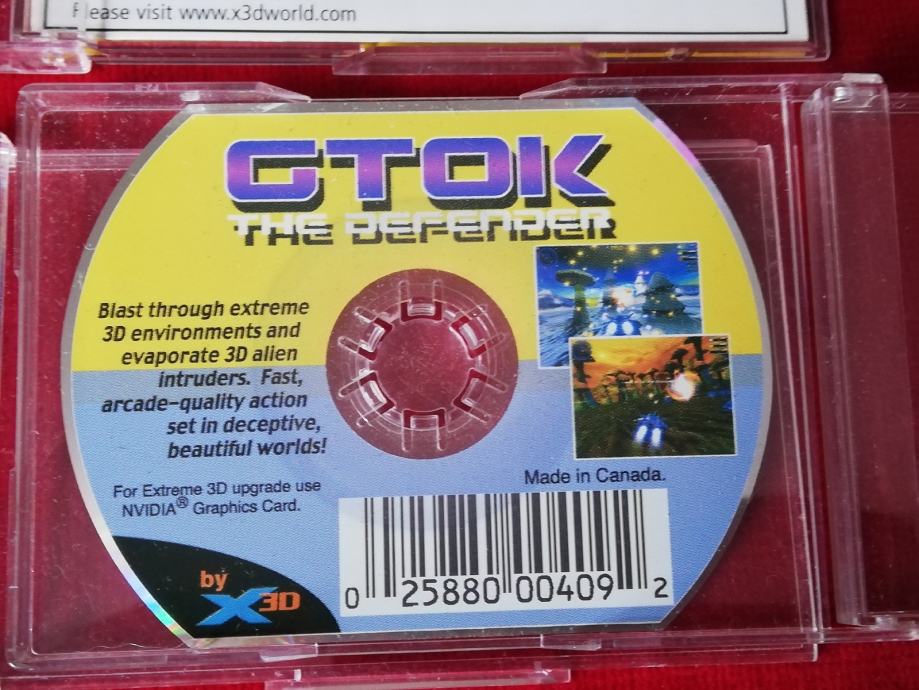 Please visit www.x3dworld.com
GTOK
THE DEFENDER
Blast through extreme
3D environments and
evaporate 3D alien
intruders. Fast,
arcade-quality action
set in deceptive,
beautiful worlds!
For Extreme 3D upgrade use
NVIDIA® Graphics Card.
Made in Canada.
0 25880 00409 2
by
X3D